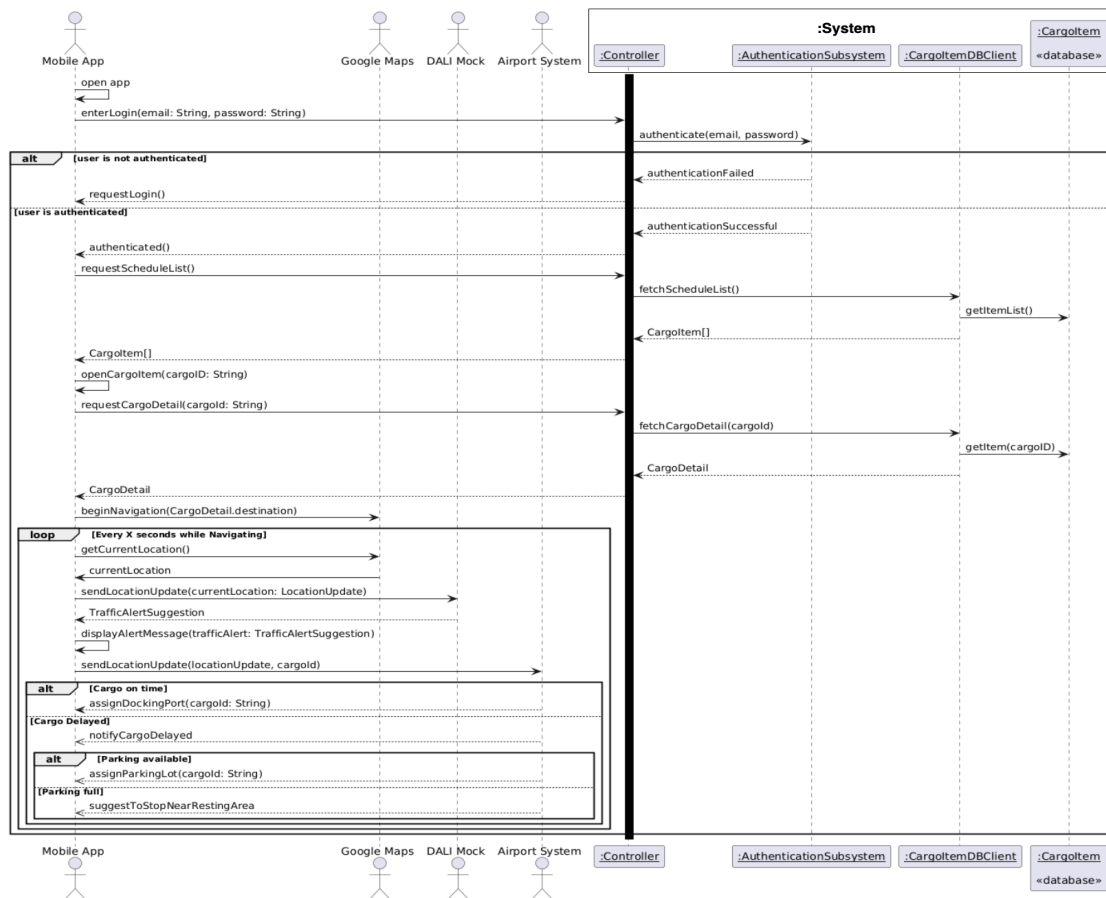 :System
:CargoItem
Mobile App Google Maps DALI Mock Airport System :Controller :AuthenticationSubsystem :CargoItemDBClient «database»
open app
enterLogin(email: String, password: String)
authenticate(email, password)
alt [user is not authenticated]
authenticationFailed
requestLogin()
[user is authenticated]
authenticationSuccessful
authenticated()
requestScheduleList()
fetchScheduleList()
getItemList()
CargoItem[]
CargoItem[]
openCargoItem(cargoID: String)
requestCargoDetail(cargoId: String)
fetchCargoDetail(cargoId)
getItem(cargoID)
CargoDetail
CargoDetail
beginNavigation(CargoDetail.destination)
loop [Every X seconds while Navigating]
getCurrentLocation()
currentLocation
sendLocationUpdate(currentLocation: LocationUpdate)
TrafficAlertSuggestion
displayAlertMessage(trafficAlert: TrafficAlertSuggestion)
sendLocationUpdate(locationUpdate, cargoId)
alt [Cargo on time]
assignDockingPort(cargoId: String)
[Cargo Delayed]
notifyCargoDelayed
alt [Parking available]
assignParkingLot(cargoId: String)
[Parking full]
suggestToStopNearRestingArea
Mobile App Google Maps DALI Mock Airport System :Controller :AuthenticationSubsystem :CargoItemDBClient :CargoItem
«database»